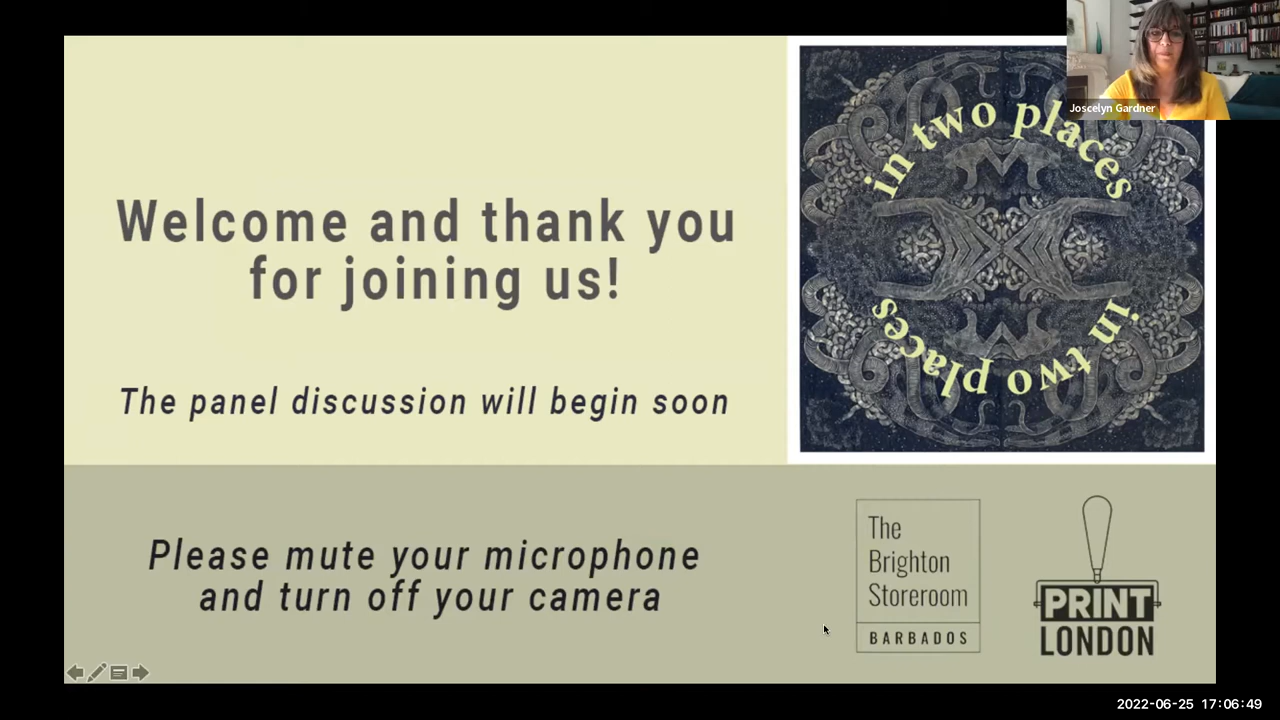 Welcome and thank you
for joining us!
The panel discussion will begin soon
Please mute your microphone
and turn off your camera
in two places
in two places
Joscelyn Gardner
The
Brighton
Storeroom
BARBADOS
PRINT
LONDON
2022-06-25 17:06:49